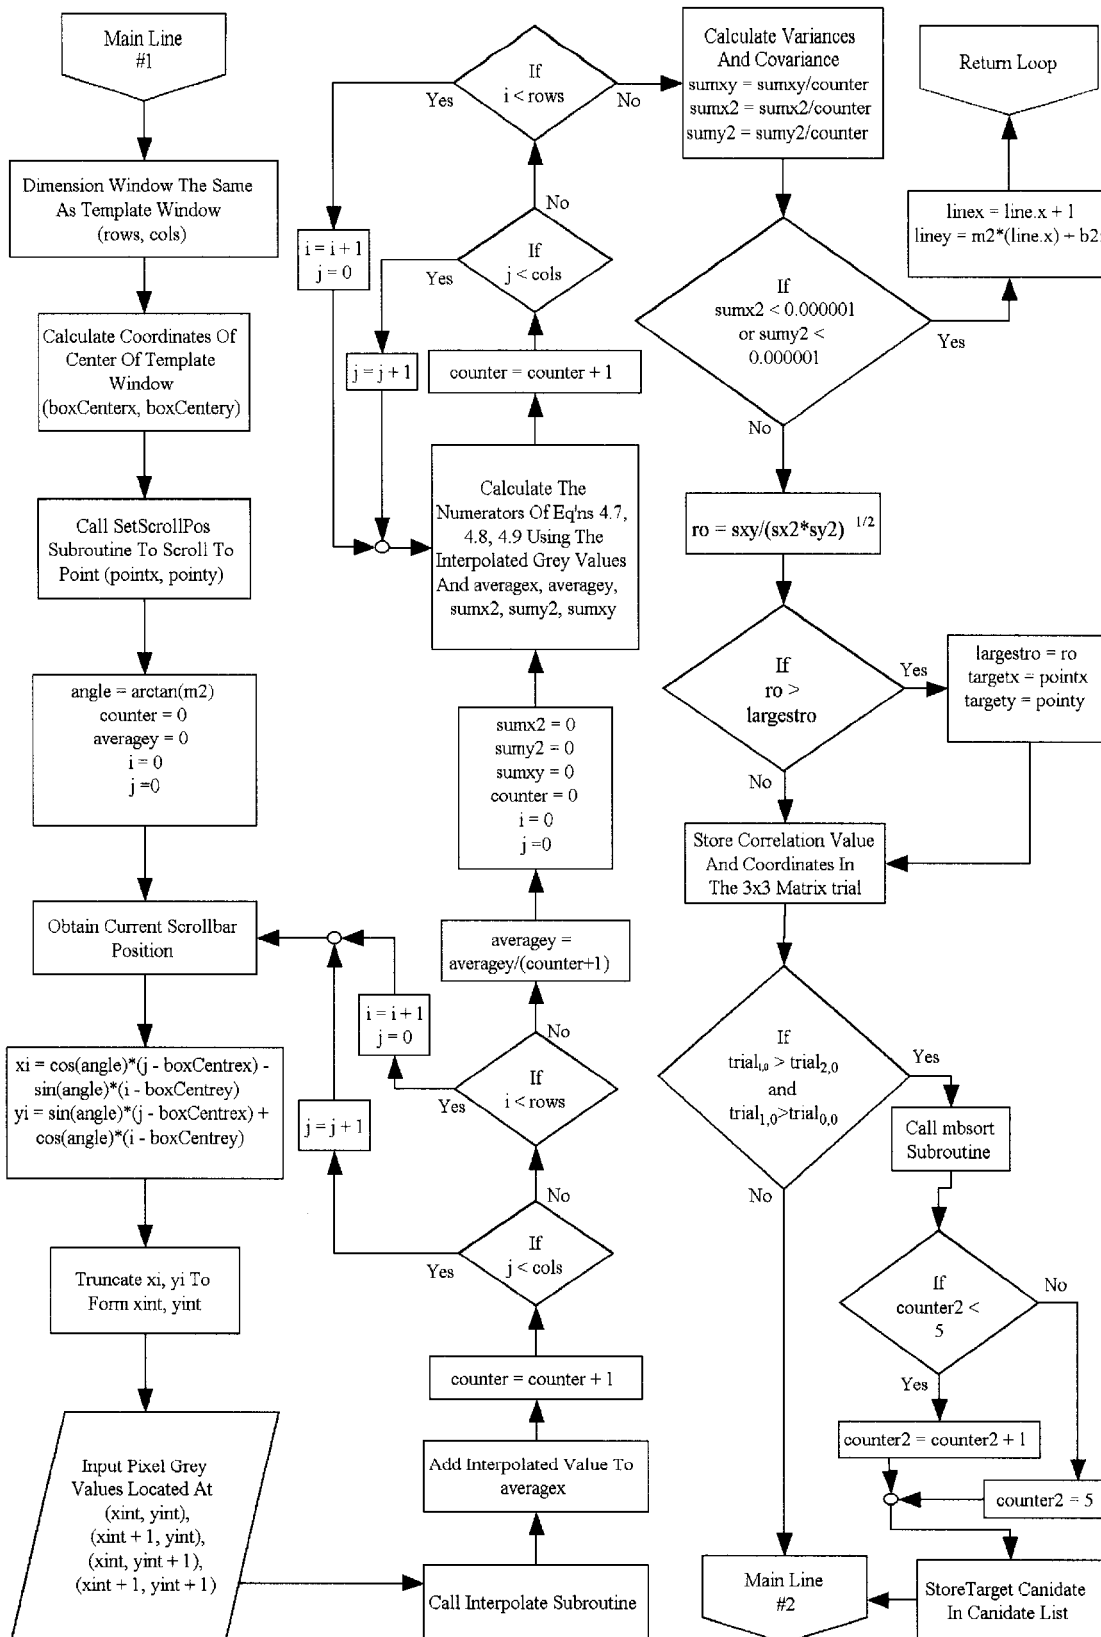 Main Line
#1
Dimension Window The Same
As Template Window
(rows, cols)
Calculate Coordinates Of
Center Of Template
Window
(boxCenterx, boxCentery)
Call SetScrollPos
Subroutine To Scroll To
Point (pointx, pointy)
angle = arctan(m2)
counter = 0
averagey = 0
i = 0
j =0
Obtain Current Scrollbar
Position
xi = cos(angle)*(j - boxCentrex) -
sin(angle)*(i - boxCentrey)
yi = sin(angle)*(j - boxCentrex) +
cos(angle)*(i - boxCentrey)
Truncate xi, yi To
Form xint, yint
Input Pixel Grey
Values Located At
(xint, yint),
(xint + 1, yint),
(xint, yint + 1),
(xint + 1, yint + 1)
Call Interpolate Subroutine
Add Interpolated Value To
averagex
counter = counter + 1
If
j < cols
Yes
No
j = j + 1
If
i < rows
Yes
No
i = i + 1
j = 0
averagey =
averagey/(counter+1)
sumx2 = 0
sumy2 = 0
sumxy = 0
counter = 0
i = 0
j = 0
Calculate The
Numerators Of Eq'ns 4.7,
4.8, 4.9 Using The
Interpolated Grey Values
And averagex, averagey,
sumx2, sumy2, sumxy
counter = counter + 1
If
j < cols
Yes
No
j = j + 1
If
i < rows
Yes
No
i = i + 1
j = 0
Calculate Variances
And Covariance
sumxy = sumxy/counter
sumx2 = sumx2/counter
sumy2 = sumy2/counter
If
sumx2 < 0.000001
or sumy2 <
0.000001
Yes
No
linex = line.x + 1
liney = m2*(line.x) + b2
Return Loop
ro = sxy/(sx2*sy2) 1/2
If
ro >
largestro
Yes
No
largestro = ro
targetx = pointx
targety = pointy
Store Correlation Value
And Coordinates In
The 3x3 Matrix trial
If
trial1,0 > trial2,0
and
trial1,0>trial0,0
Yes
No
Call mbsort
Subroutine
If
counter2 <
5
No
Yes
counter2 = counter2 + 1
counter2 = 5
StoreTarget Canidate
In Canidate List
Main Line
#2